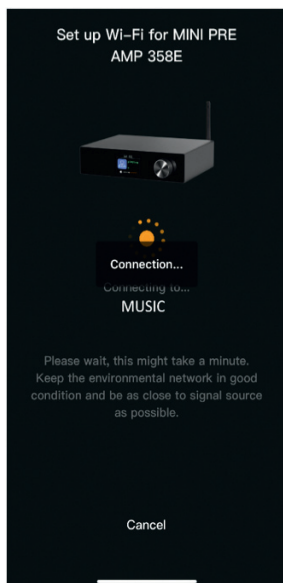 Set up Wi-Fi for MINI PRE
AMP 358E
Connection...
Connecting to...
MUSIC
Please wait, this might take a minute.
Keep the environmental network in good
condition and be as close to signal source
as possible.
Cancel